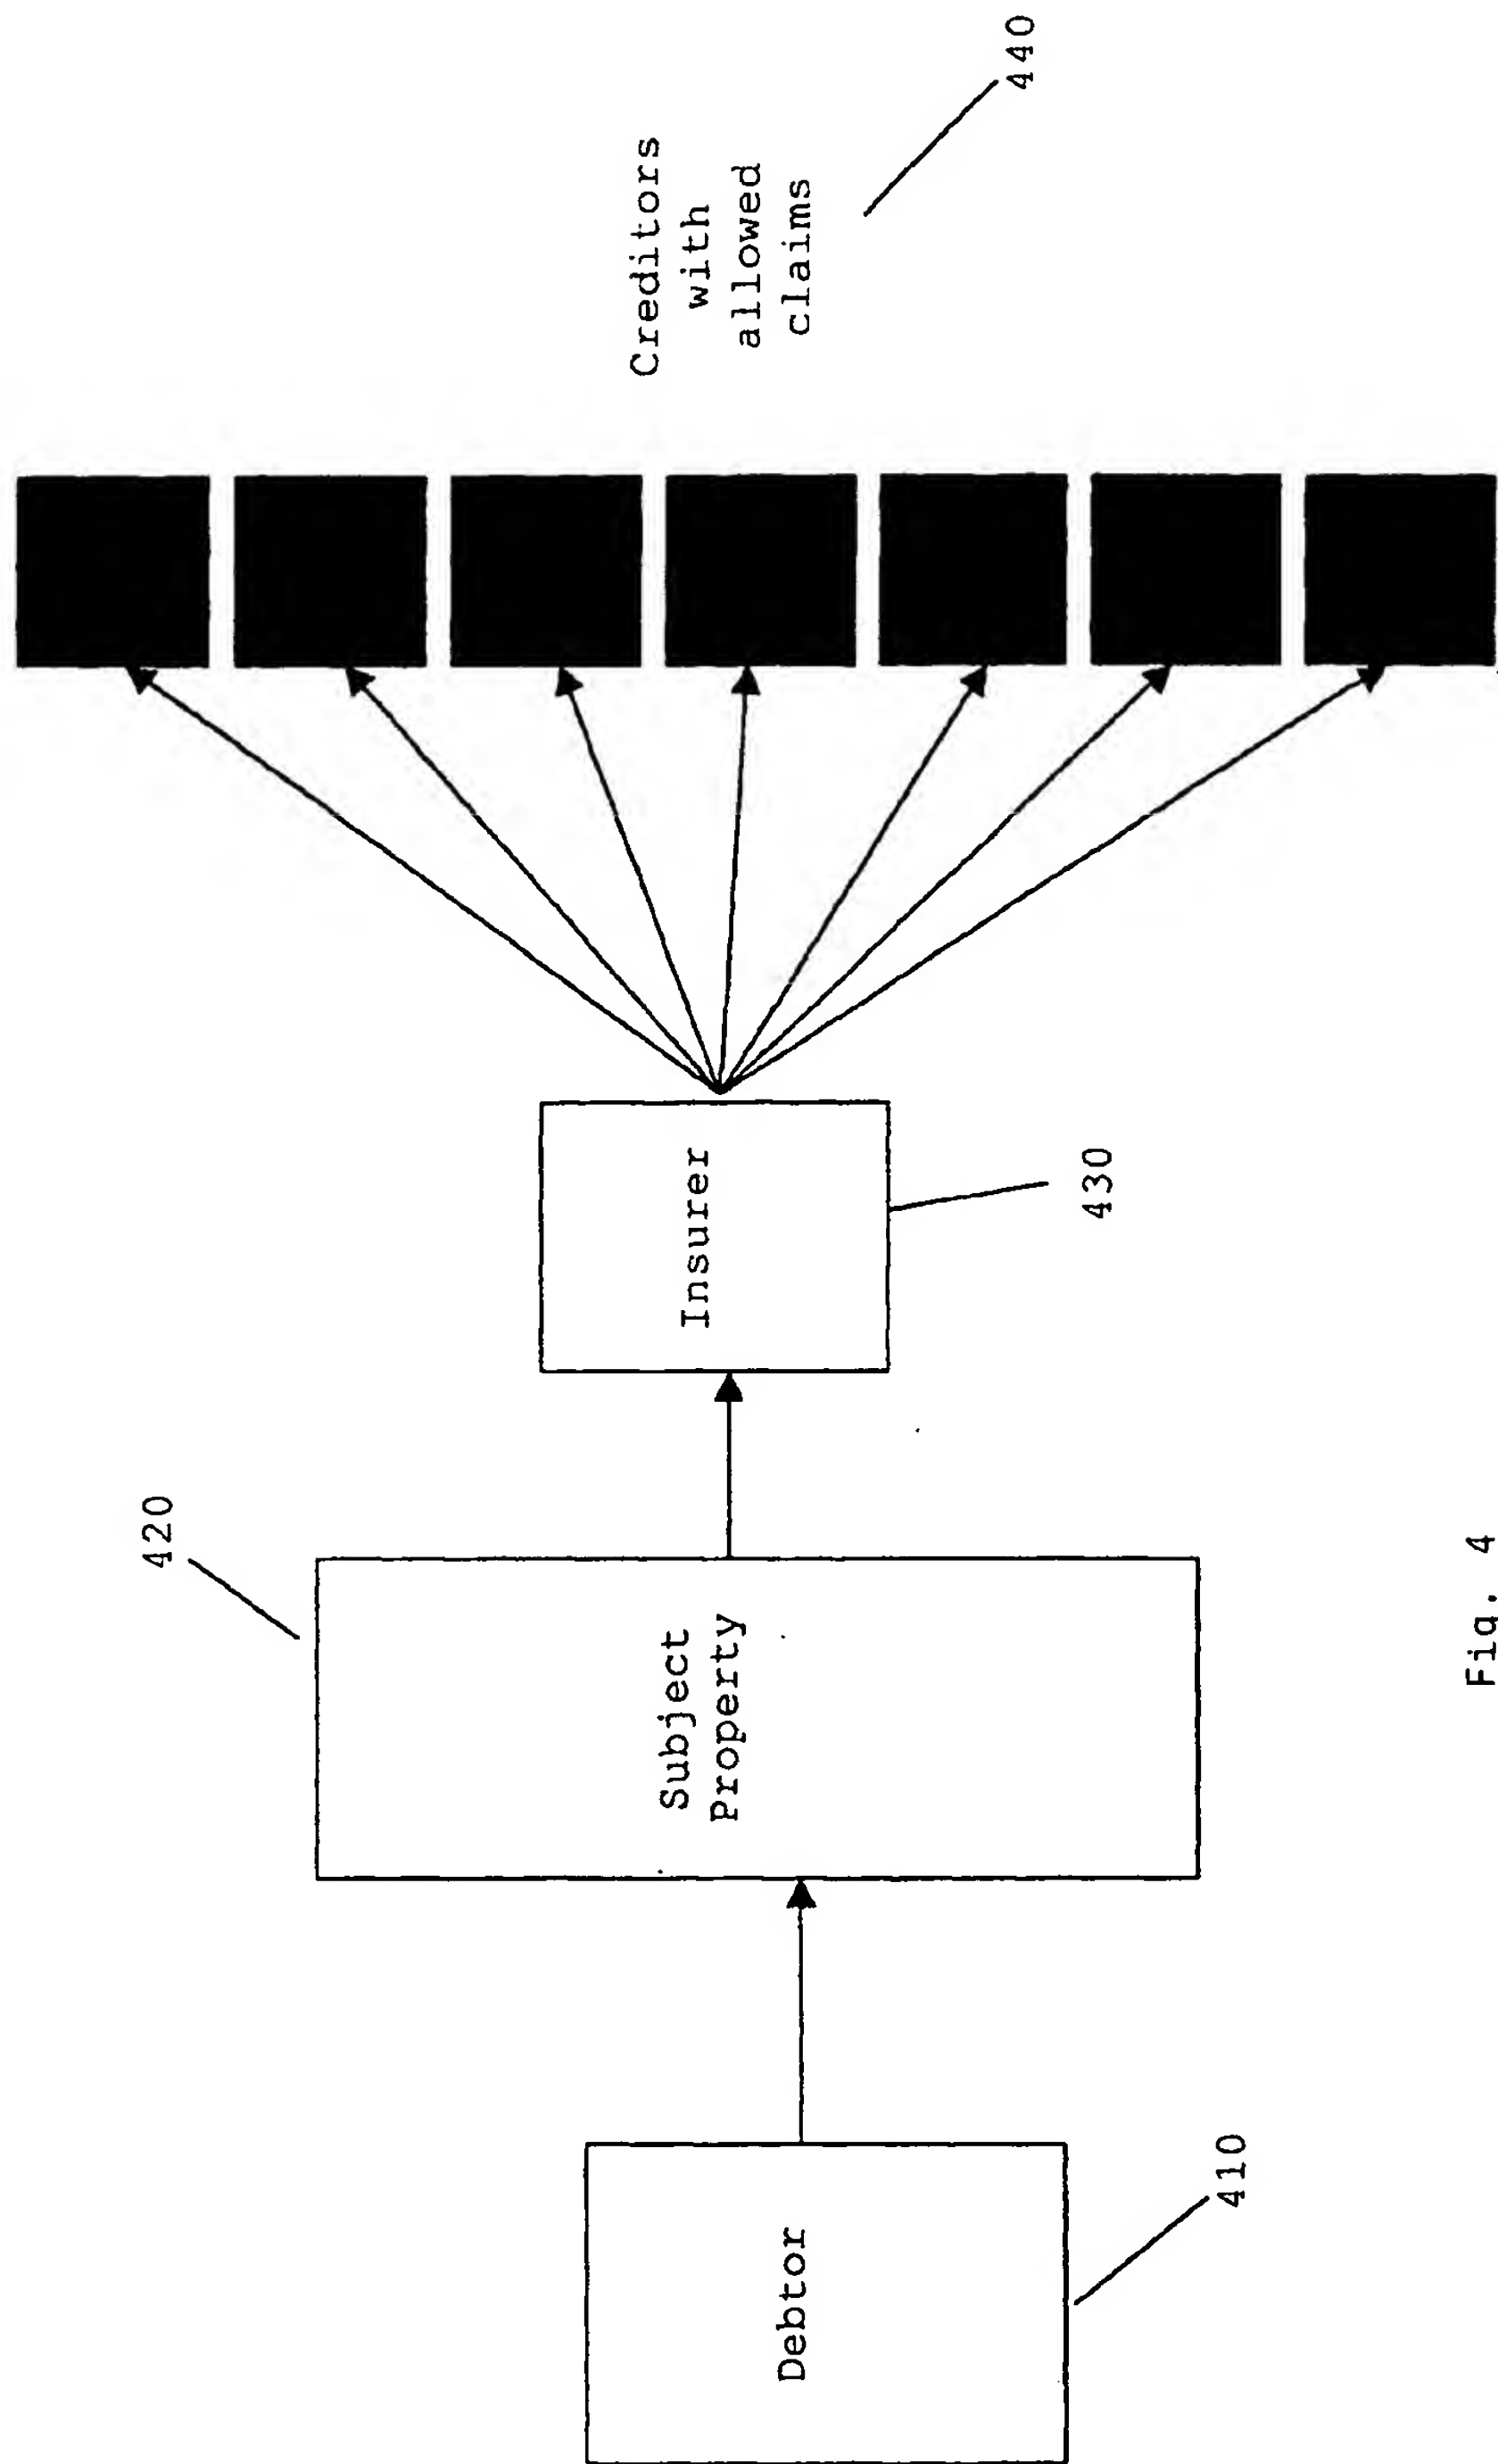 Debtor
410
Subject
Property
420
Insurer
430
Creditors
with
allowed
claims
440
Fig. 4